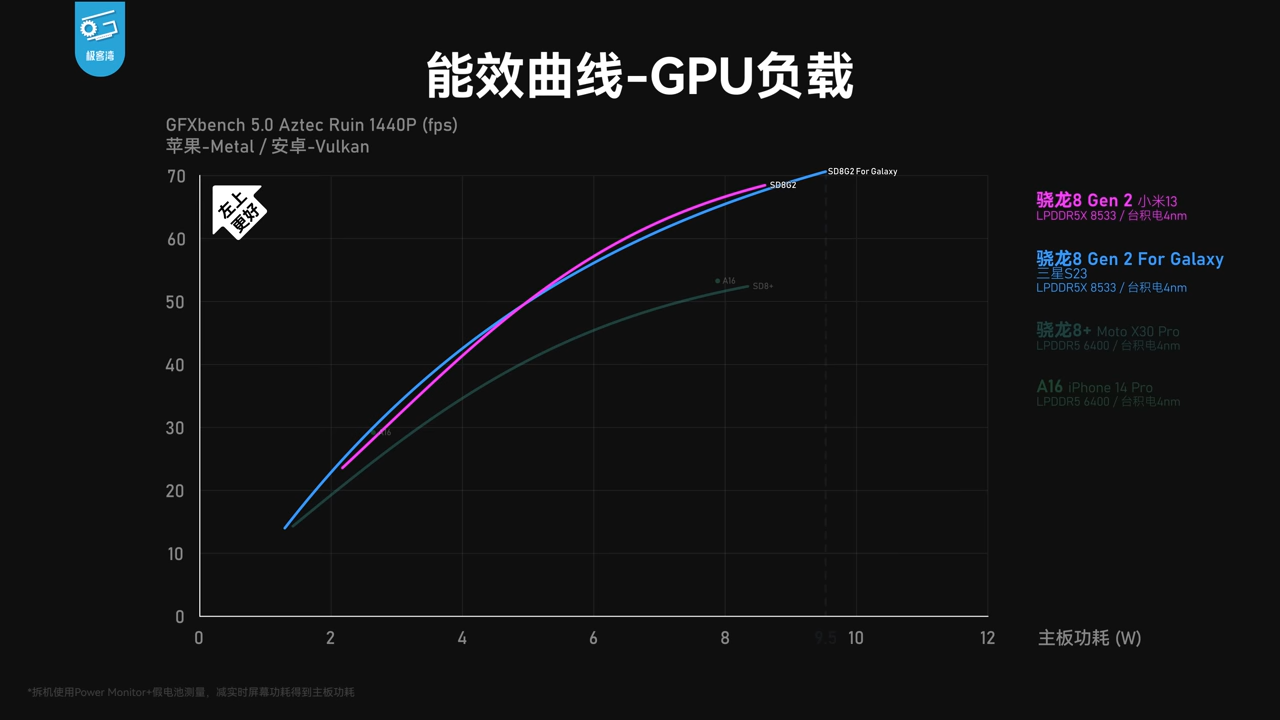 极客湾
能效曲线-GPU负载
GFXbench 5.0 Aztec Ruin 1440P (fps)
苹果-Metal / 安卓-Vulkan
70
60
50
40
30
20
10
0
左上
更好
SD8G2 For Galaxy
SD8G2
A16
SD8+
A16
0
2
4
6
8
9.5
10
12
主板功耗 (W)
骁龙8 Gen 2 小米13
LPDDR5X 8533 / 台积电4nm
骁龙8 Gen 2 For Galaxy
三星S23
LPDDR5X 8533 / 台积电4nm
骁龙8+ Moto X30 Pro
LPDDR5 6400 / 台积电4nm
A16 iPhone 14 Pro
LPDDR5 6400 / 台积电4nm
*拆机使用Power Monitor+假电池测量，减实时屏幕功耗得到主板功耗